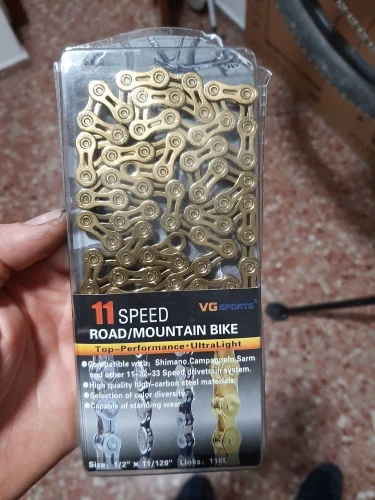 11 SPEED
VG SPORTS®
ROAD/MOUNTAIN BIKE
Top-Performance·UltraLight
●Compatible with: Shimano,Campagnolo,Sarm
and other 11-22-33 Speed drivetrain system.
●High quality high-carbon steel materials.
●Selection of color diversity
●Capable of standing wear
Size: 1/2" × 11/128" Links: 116L